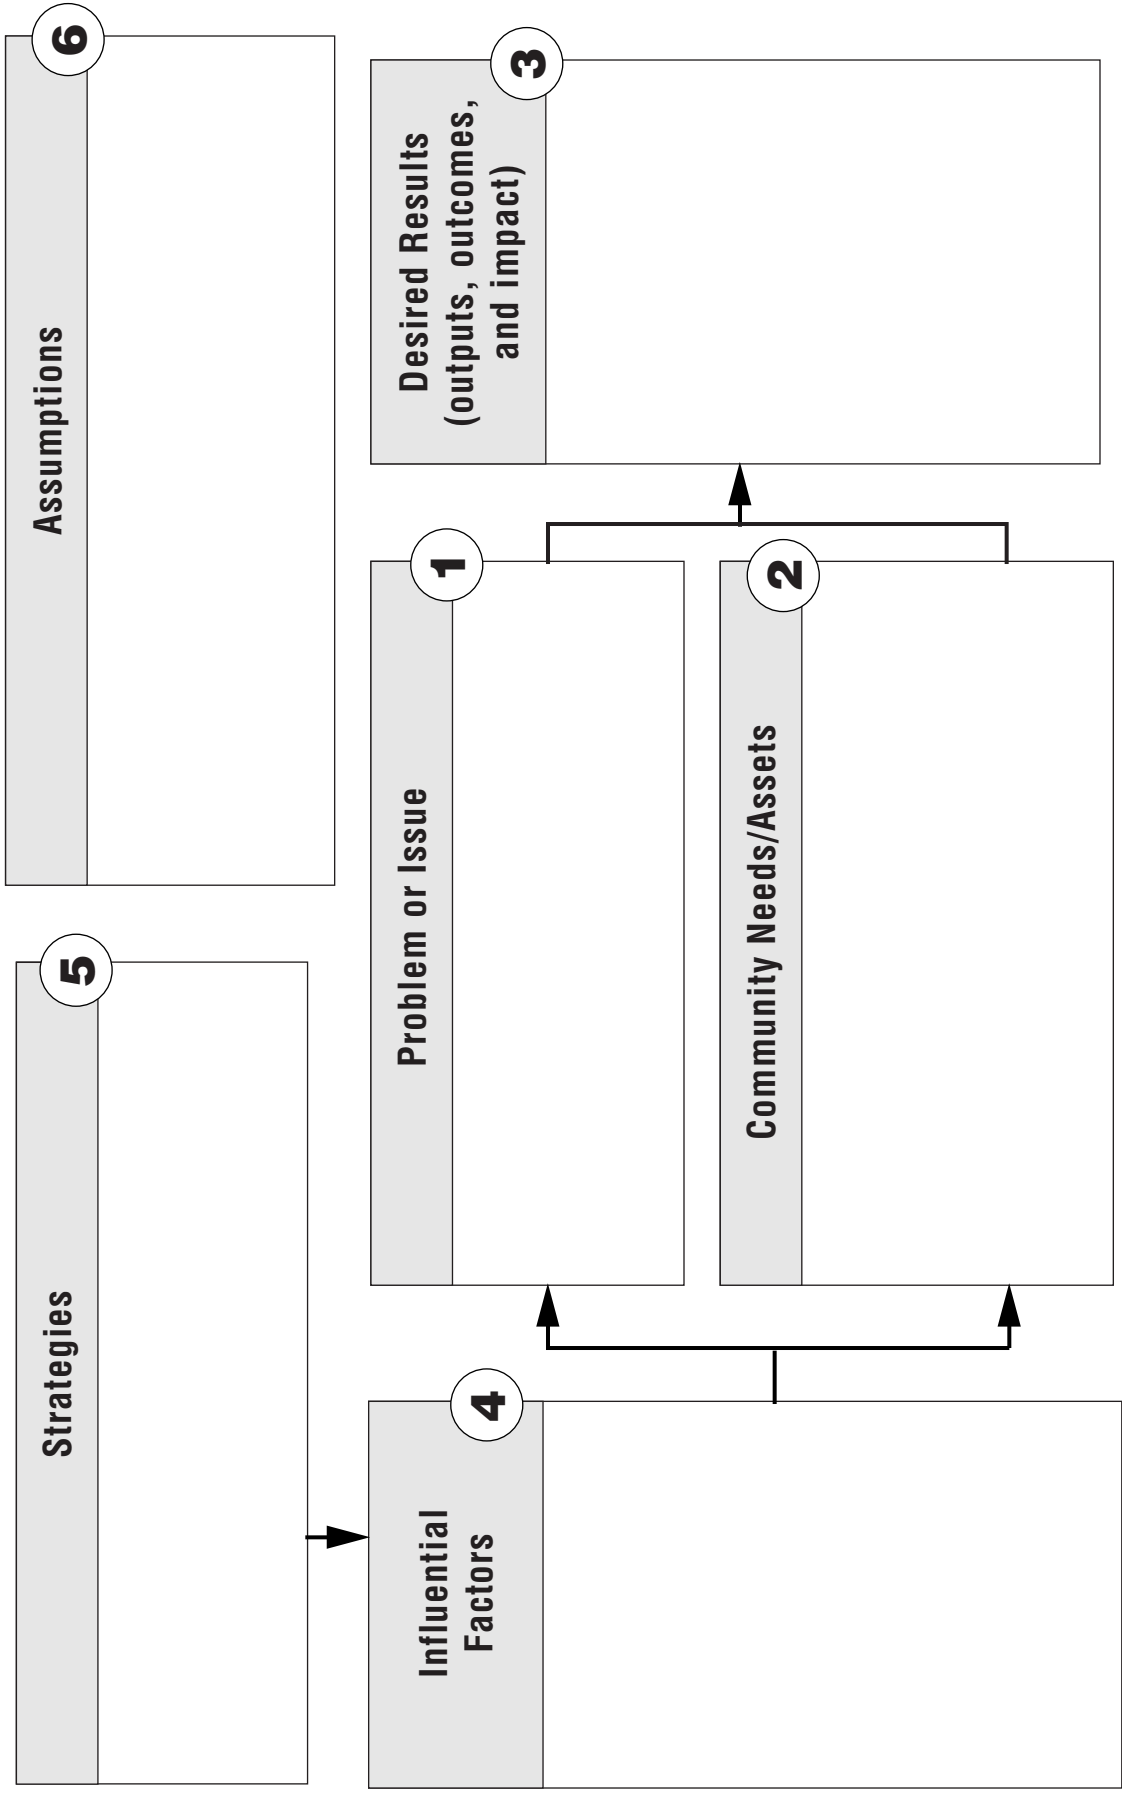 Strategies
5
Assumptions
6
Influential
Factors
4
Problem or Issue
1
Community Needs/Assets
2
Desired Results
(outputs, outcomes,
and impact)
3